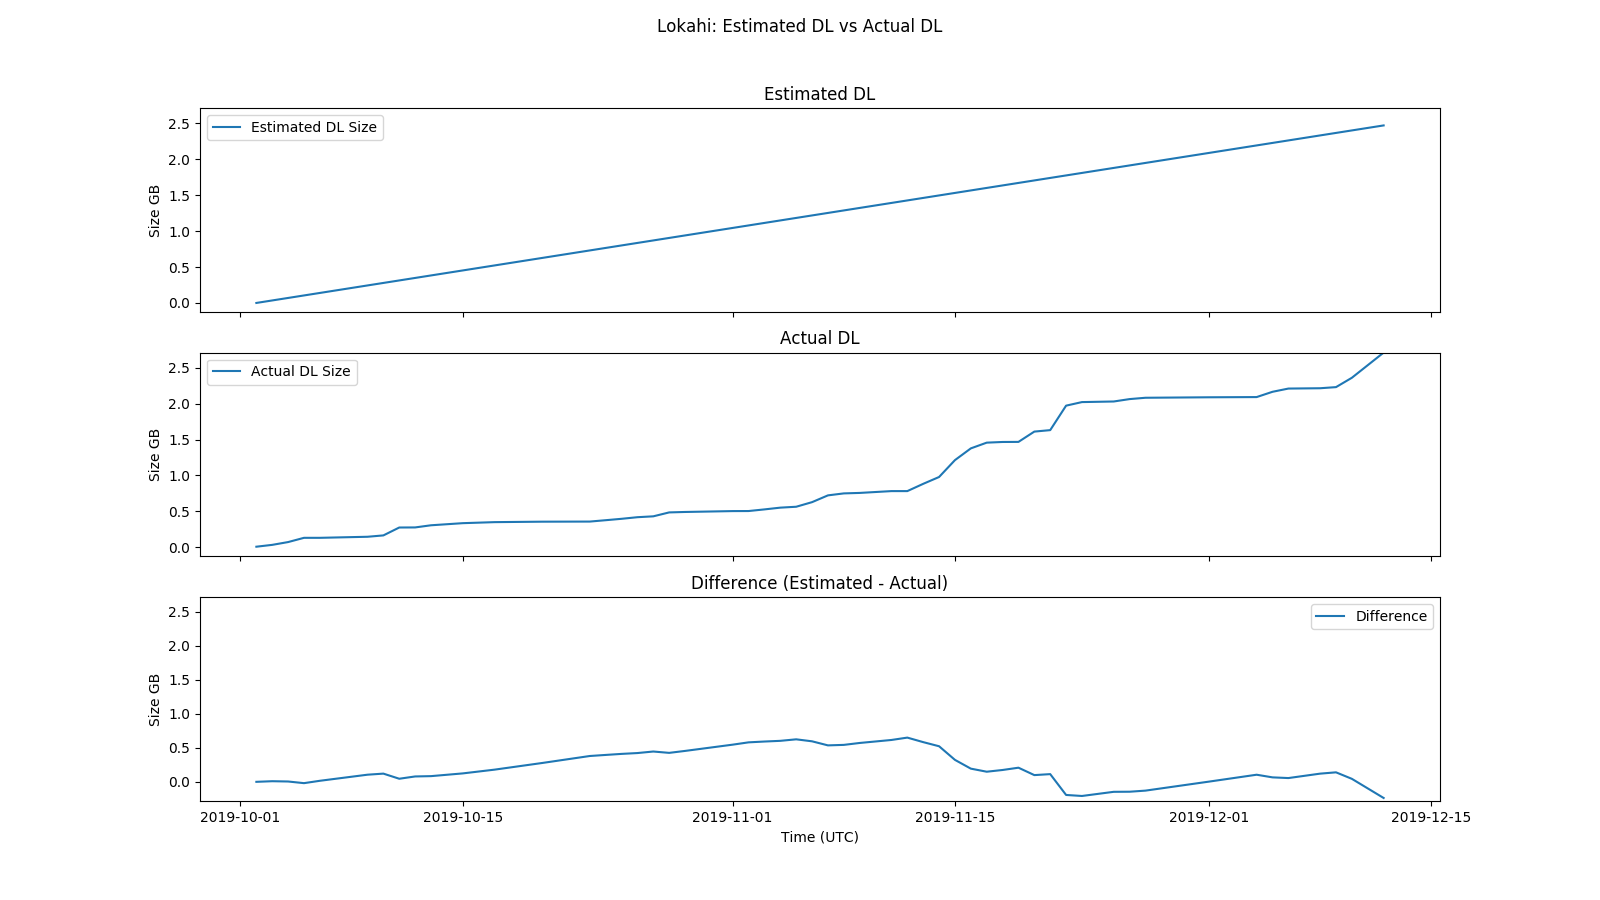 Lokahi: Estimated DL vs Actual DL
Estimated DL
Estimated DL Size
Size GB
2.5
2.0
1.5
1.0
0.5
0.0
Actual DL
Actual DL Size
Size GB
2.5
2.0
1.5
1.0
0.5
0.0
Difference (Estimated - Actual)
Difference
Size GB
2.5
2.0
1.5
1.0
0.5
0.0
2019-10-01 2019-10-15 2019-11-01 2019-11-15 2019-12-01 2019-12-15
Time (UTC)